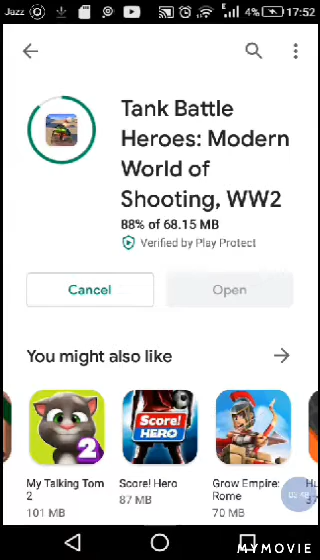 Jazz 4% 17:52
Tank Battle
Heroes: Modern
World of
Shooting, WW2
88% of 68.15 MB
Verified by Play Protect
Cancel Open
You might also like
2 Score! HERO
My Talking Tom Score! Hero Grow Empire:
2 87 MB Rome
101 MB 70 MB
MYMOVIE